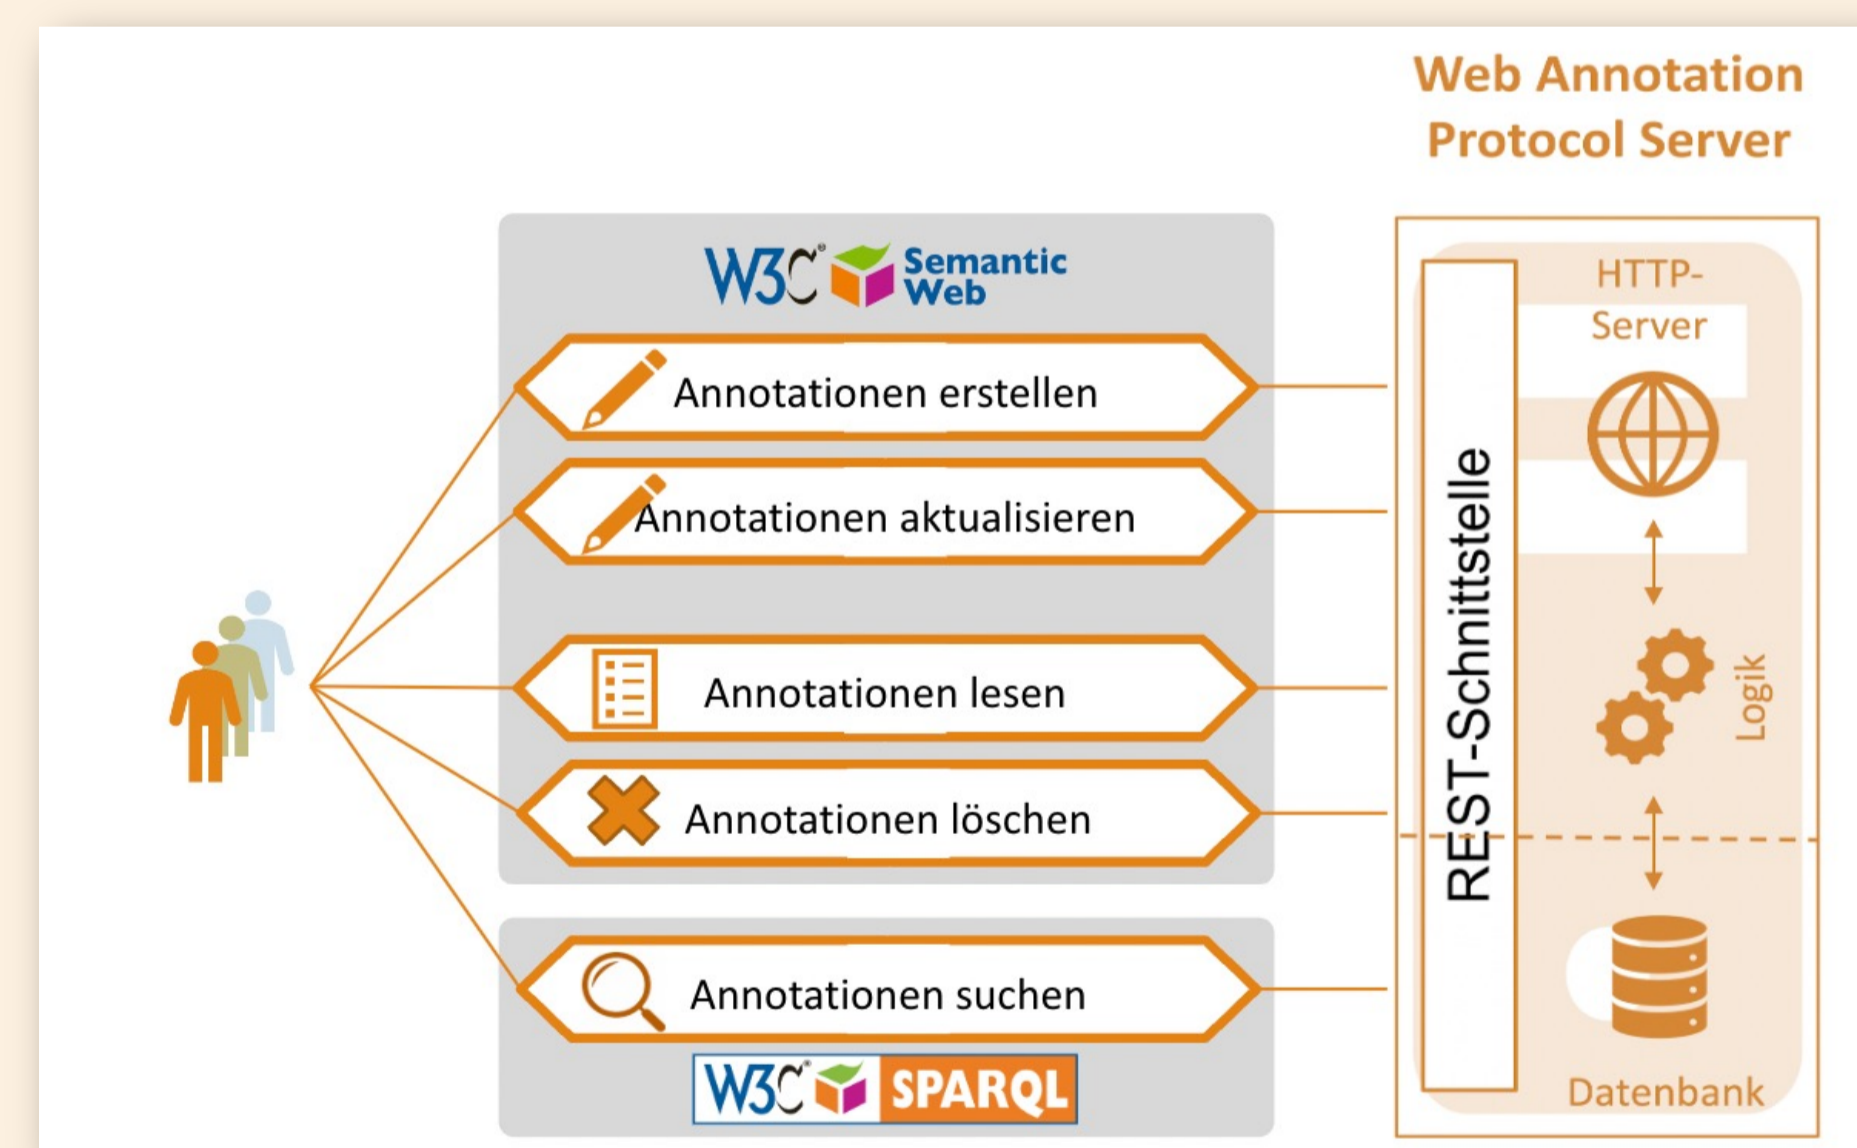 Web Annotation
Protocol Server
W3C® Semantic
Web
Annotationen erstellen
Annotationen aktualisieren
Annotationen lesen
Annotationen löschen
Annotationen suchen
W3C® SPARQL
REST-Schnittstelle
HTTP-
Server
Logik
Datenbank